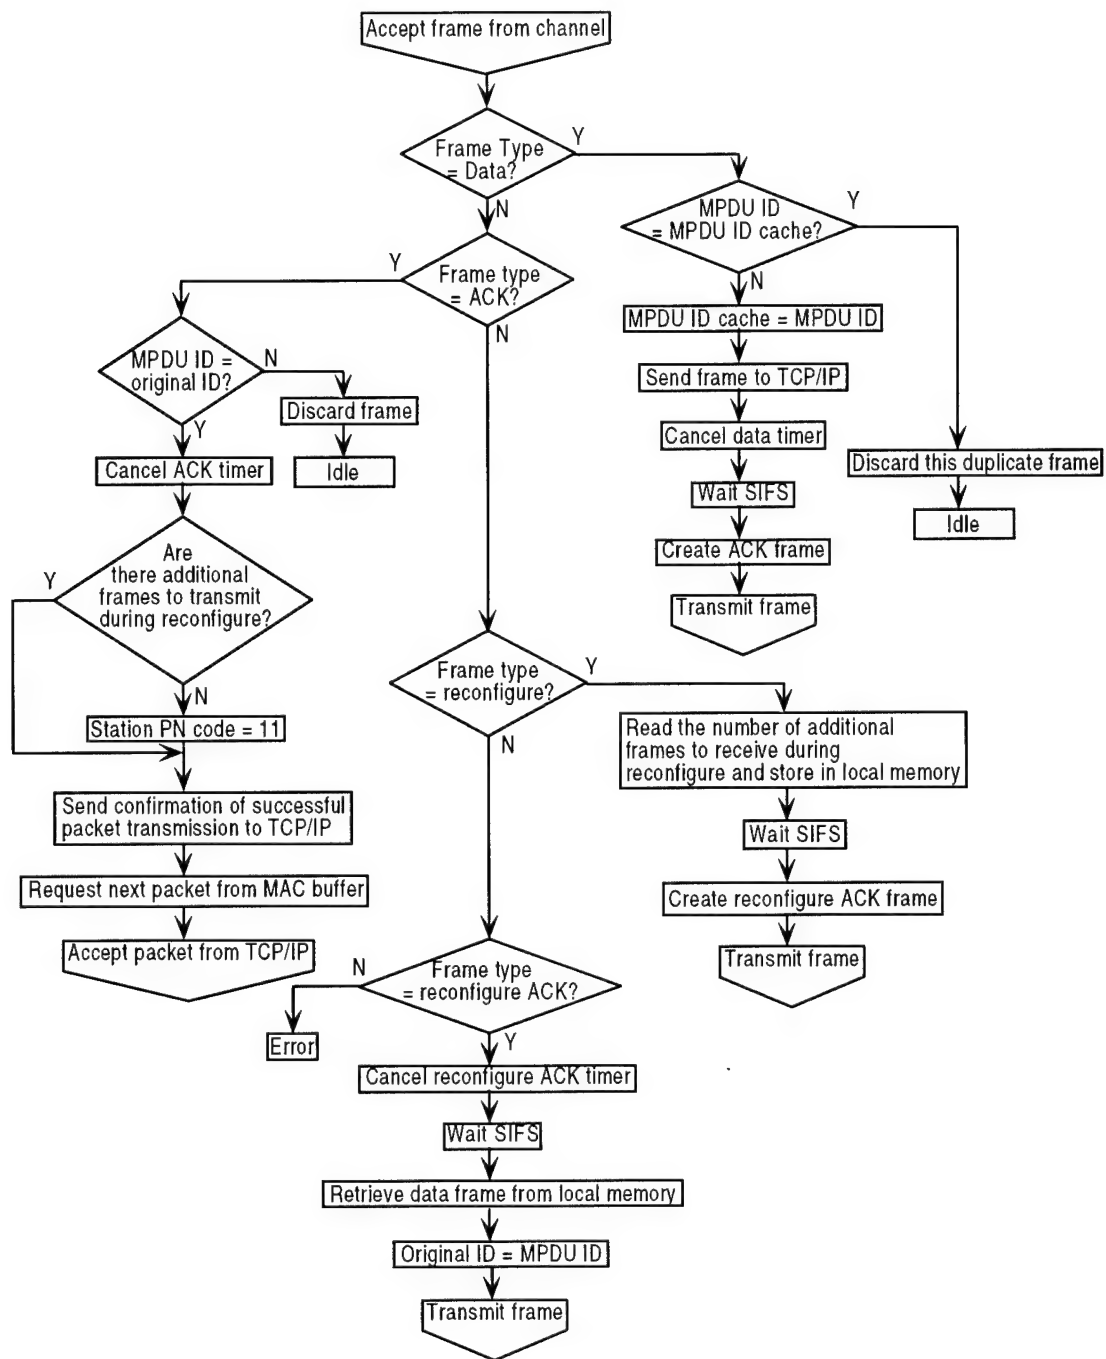 Accept frame from channel
Frame Type
= Data?
Y
N
MPDU ID
= MPDU ID cache?
Y
N
MPDU ID cache = MPDU ID
Send frame to TCP/IP
Cancel data timer
Wait SIFS
Create ACK frame
Transmit frame
Discard this duplicate frame
Idle
Frame type
= ACK?
Y
N
MPDU ID =
original ID?
N
Y
Discard frame
Idle
Cancel ACK timer
Are
there additional
frames to transmit
during reconfigure?
Y
N
Station PN code = 11
Send confirmation of successful
packet transmission to TCP/IP
Request next packet from MAC buffer
Accept packet from TCP/IP
Frame type
= reconfigure?
Y
N
Read the number of additional
frames to receive during
reconfigure and store in local memory
Wait SIFS
Create reconfigure ACK frame
Transmit frame
Frame type
= reconfigure ACK?
N
Y
Error
Cancel reconfigure ACK timer
Wait SIFS
Retrieve data frame from local memory
Original ID = MPDU ID
Transmit frame